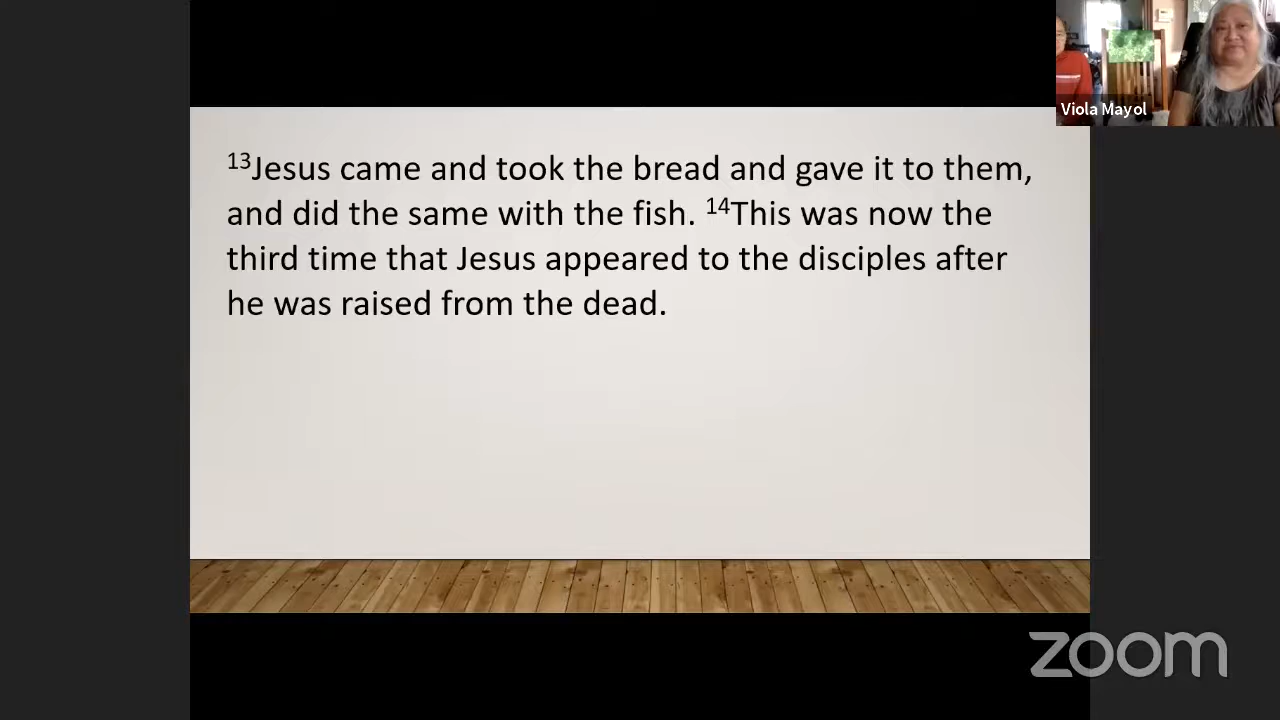 Viola Mayol
¹³Jesus came and took the bread and gave it to them,
and did the same with the fish. ¹⁴This was now the
third time that Jesus appeared to the disciples after
he was raised from the dead.
zoom